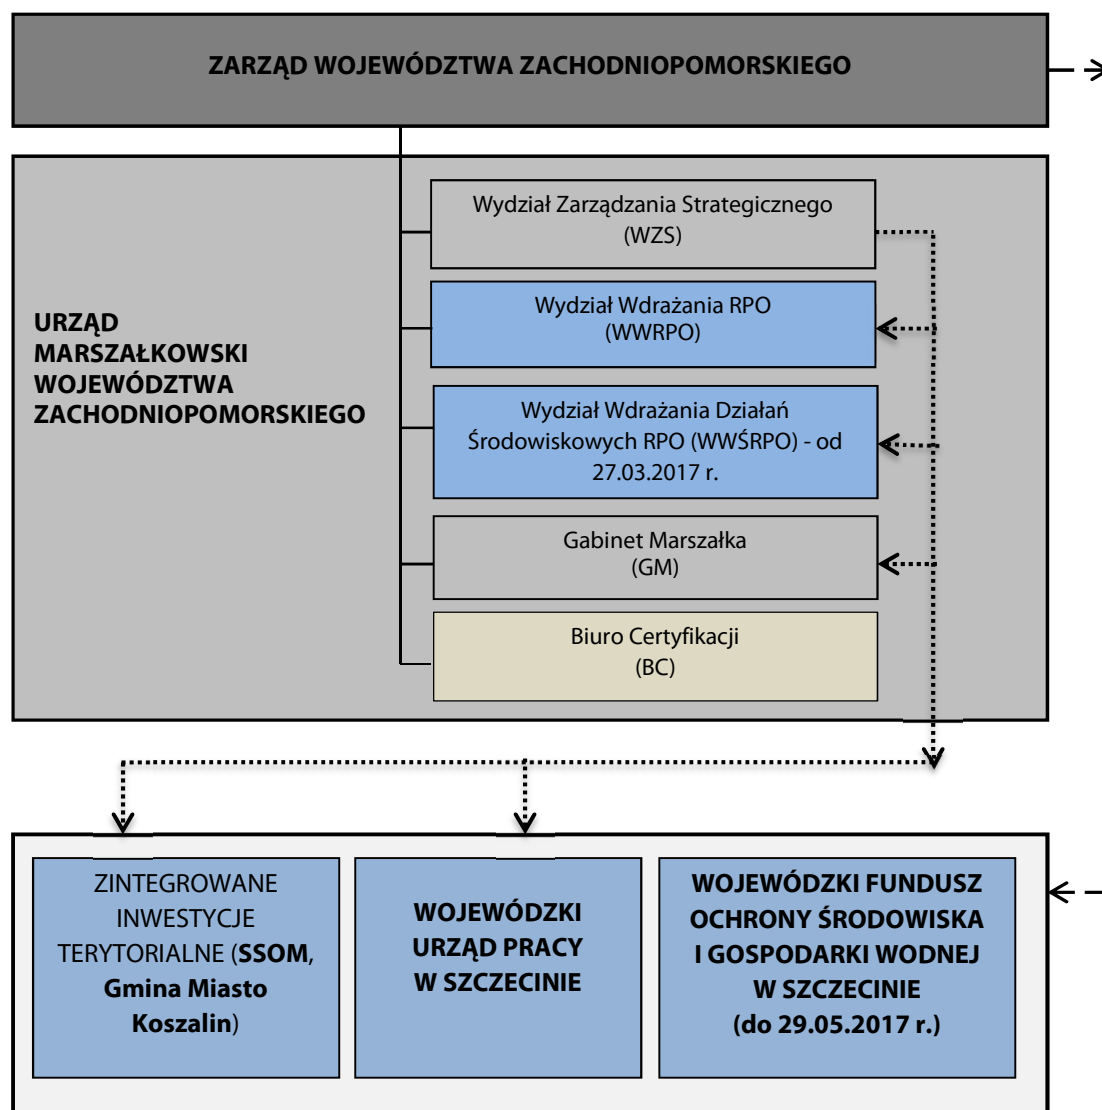 ZARZĄD WOJEWÓDZTWA ZACHODNIOPOMORSKIEGO
URZĄD
MARSZAŁKOWSKI
WOJEWÓDZTWA
ZACHODNIOPOMORSKIEGO
Wydział Zarządzania Strategicznego
(WZS)
Wydział Wdrażania RPO
(WWRPO)
Wydział Wdrażania Działań
Środowiskowych RPO (WWŚRPO) - od
27.03.2017 r.
Gabinet Marszałka
(GM)
Biuro Certyfikacji
(BC)
ZINTEGROWANE
INWESTYCJE
TERYTORIALNE (SSOM,
Gmina Miasto
Koszalin)
WOJEWÓDZKI
URZĄD PRACY
W SZCZECINIE
WOJEWÓDZKI FUNDUSZ
OCHRONY ŚRODOWISKA
I GOSPODARKI WODNEJ
W SZCZECINIE
(do 29.05.2017 r.)